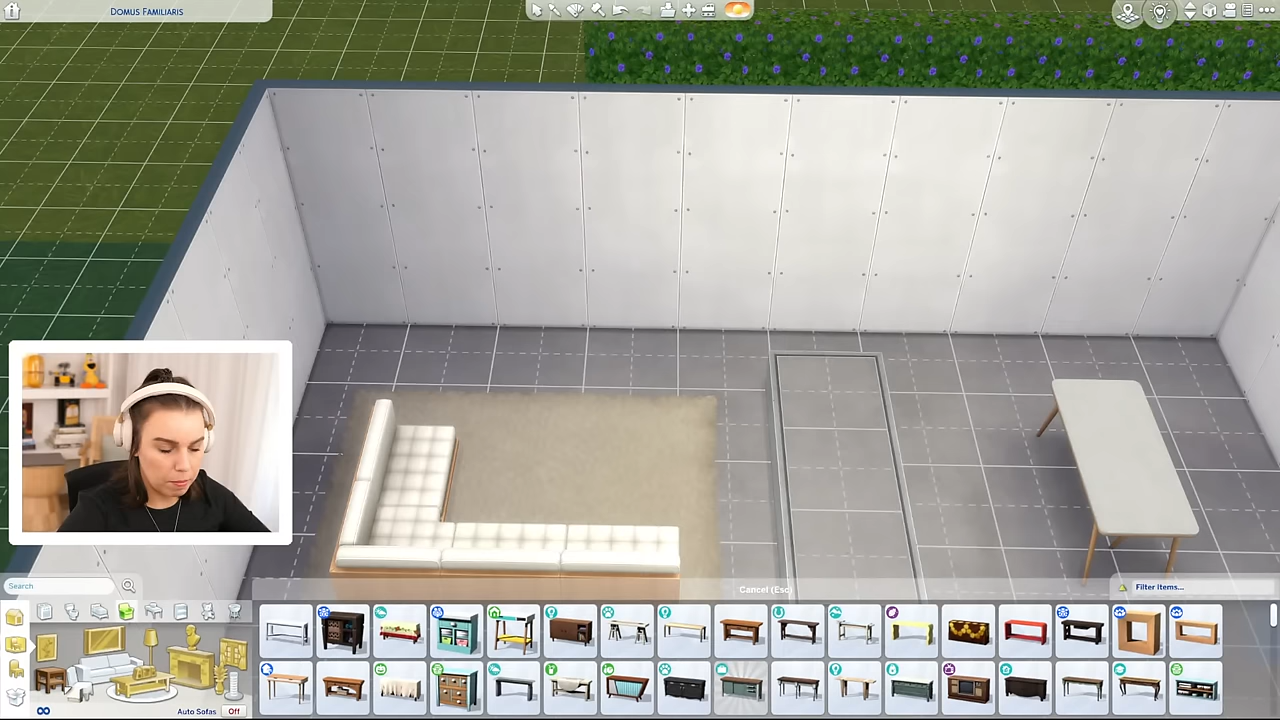 Domus Familiaris
Cancel (Esc)
Search
Filter items...
Auto Sofas
Off